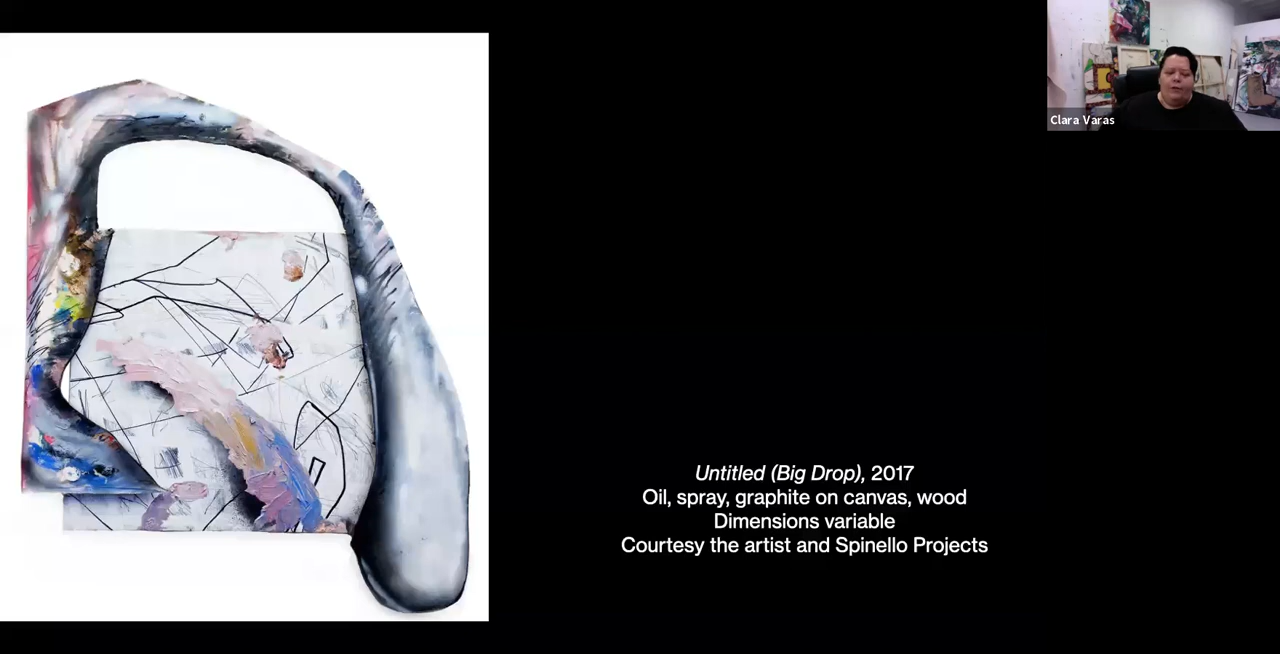 Clara Varas
Untitled (Big Drop), 2017
Oil, spray, graphite on canvas, wood
Dimensions variable
Courtesy the artist and Spinello Projects